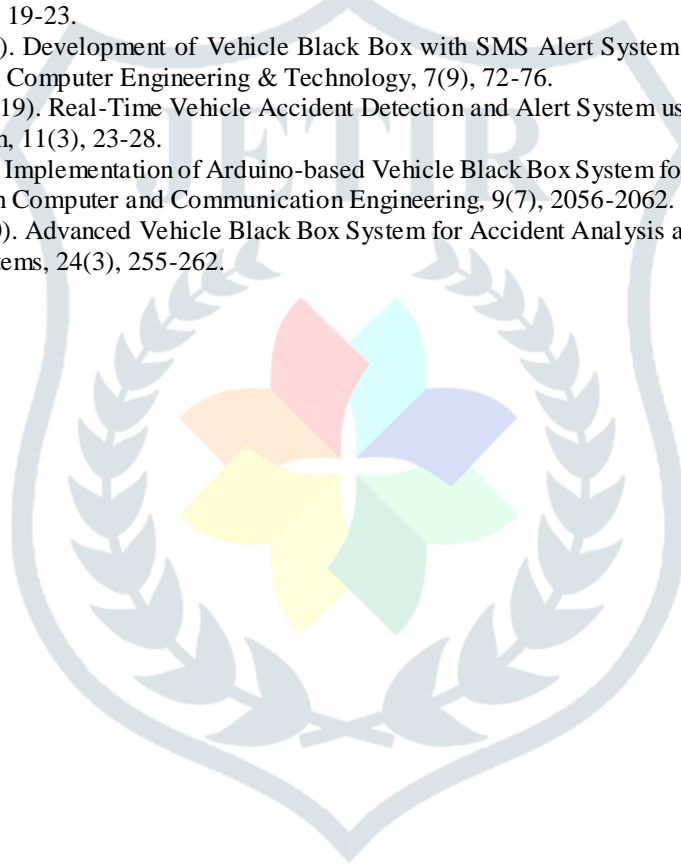 19-23.
). Development of Vehicle Black Box with SMS Alert System
Computer Engineering & Technology, 7(9), 72-76.
19). Real-Time Vehicle Accident Detection and Alert System us
n, 11(3), 23-28.
Implementation of Arduino-based Vehicle Black Box System fo
n Computer and Communication Engineering, 9(7), 2056-2062.
). Advanced Vehicle Black Box System for Accident Analysis a
tems, 24(3), 255-262.
JETIR